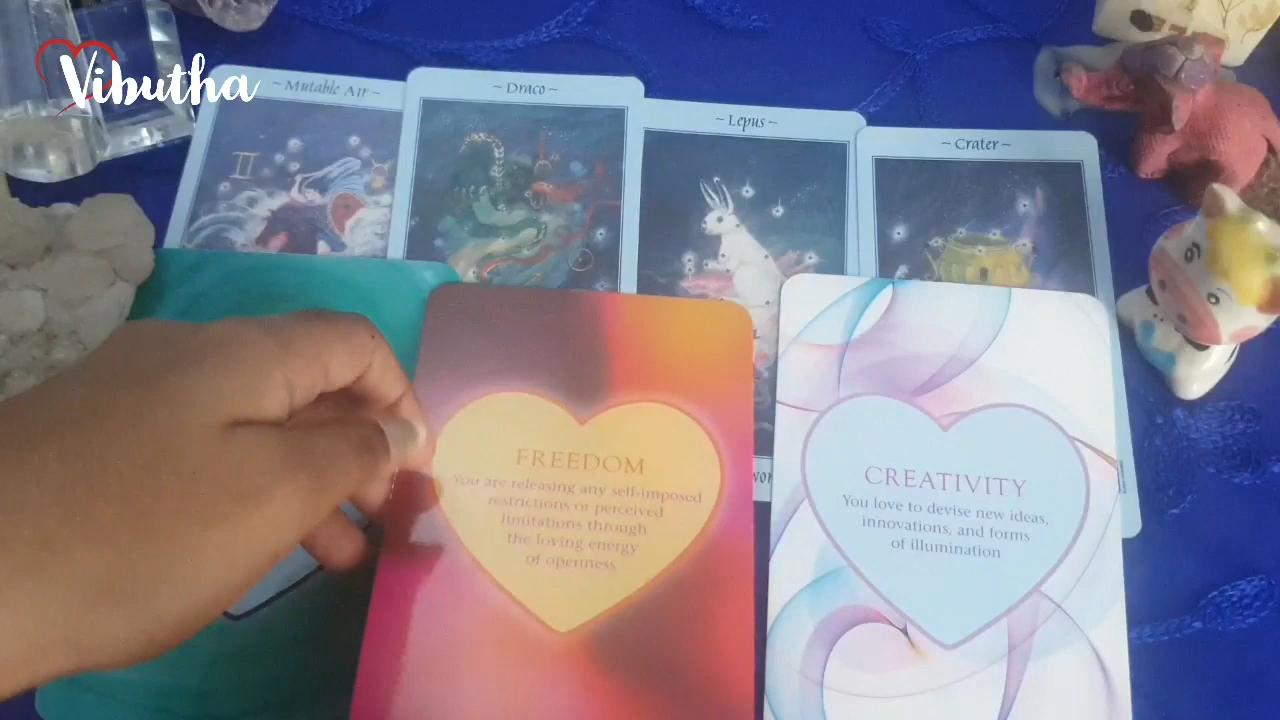 Vibutha
~ Mutable Air ~
~ Draco ~
~ Lepus ~
~ Crater ~
FREEDOM
You are releasing any self-imposed
restrictions or perceived
limitations through
the loving energy
of openness
CREATIVITY
You love to devise new ideas,
innovations, and forms
of illumination